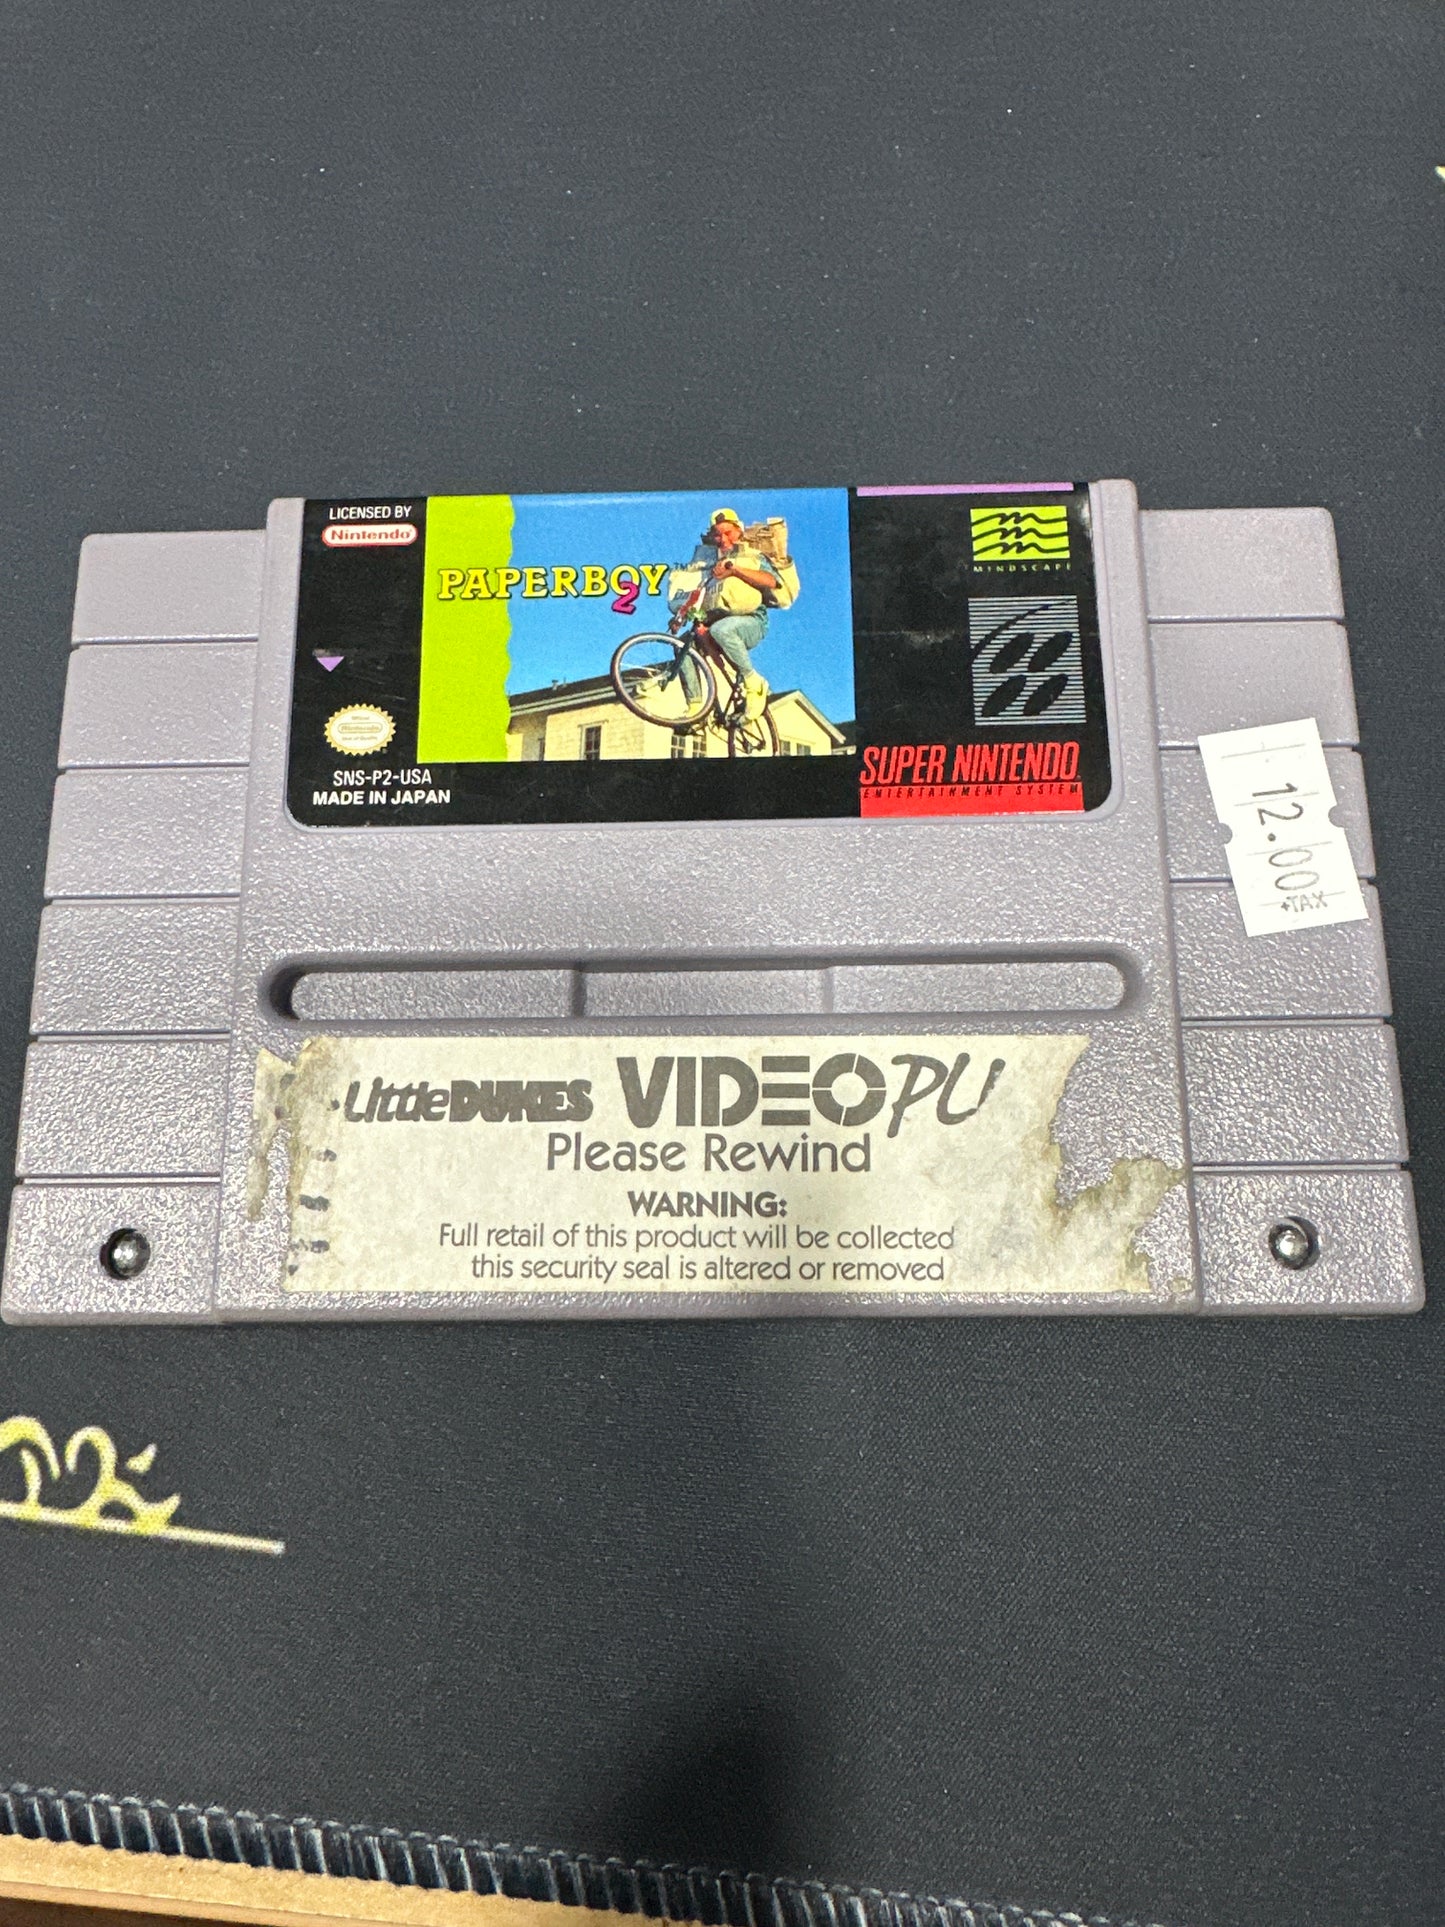 LICENSED BY
Nintendo
PAPERBOY™
2
MINDSCAPE
SNS-P2-USA
MADE IN JAPAN
SUPER NINTENDO
ENTERTAINMENT SYSTEM
12.00
+TAX
LittleDUKES VIDEO PU
Please Rewind
WARNING:
Full retail of this product will be collected
this security seal is altered or removed